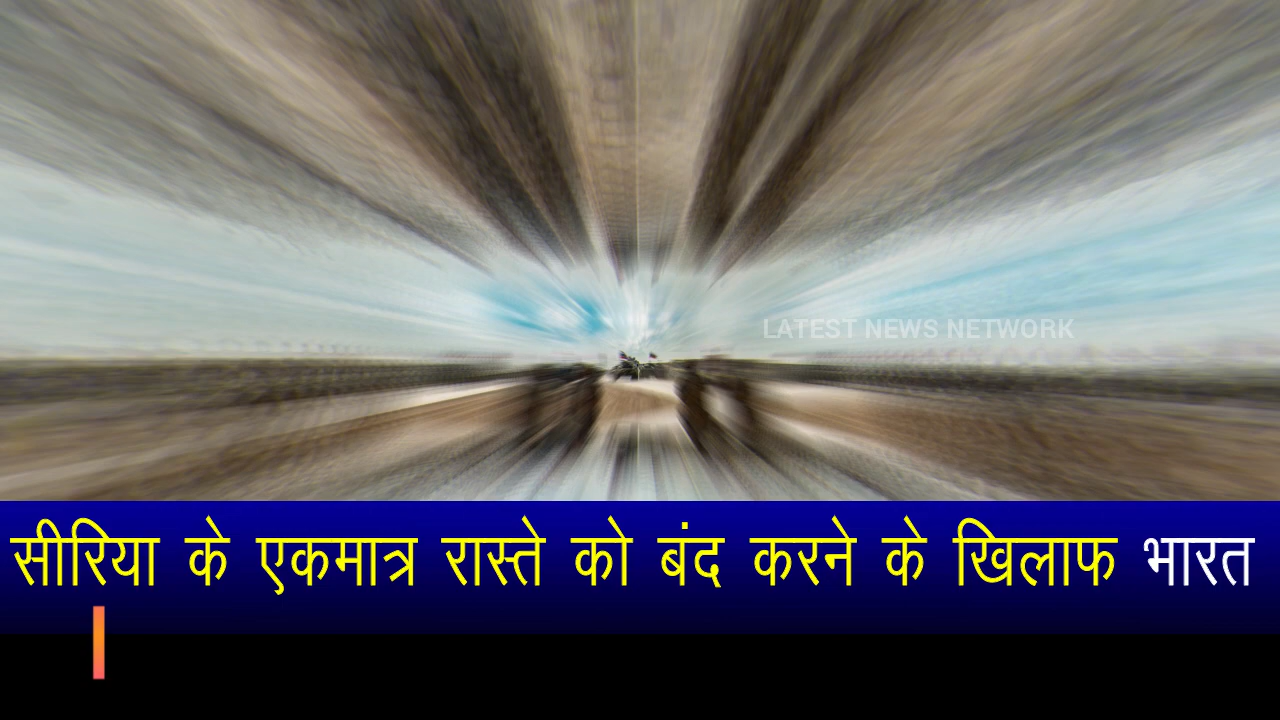 LATEST NEWS NETWORK
सीरिया के एकमात्र रास्ते को बंद करने के खिलाफ भारत